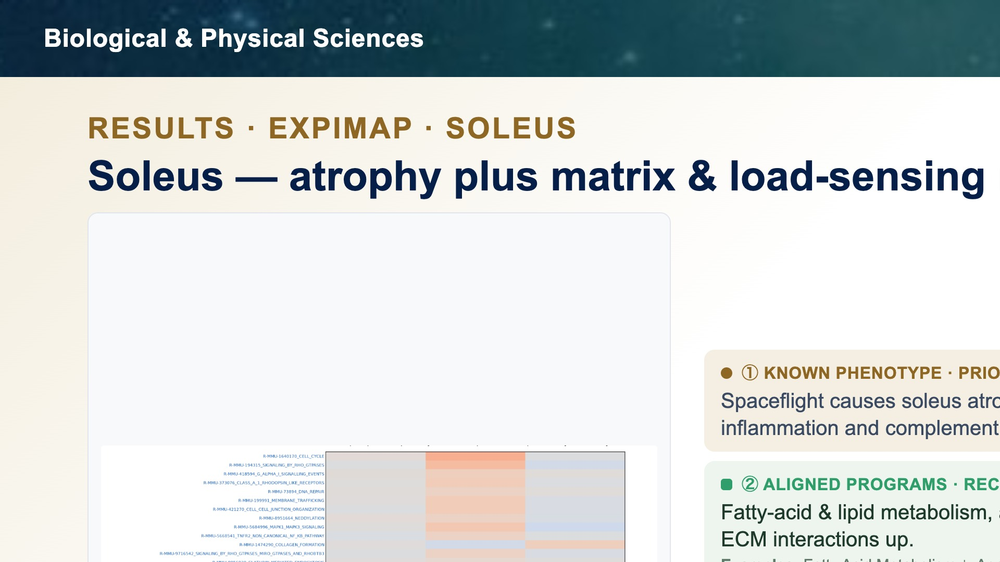 Biological & Physical Sciences
RESULTS · EXPIMAP · SOLEUS
Soleus — atrophy plus matrix & load-sensing
R-MMU-1640170_CELL_CYCLE
R-MMU-194315_SIGNALING_BY_RHO_GTPASES
R-MMU-418594_G_ALPHA_I_SIGNALLING_EVENTS
R-MMU-373076_CLASS_A_1_RHODOPSIN_LIKE_RECEPTORS
R-MMU-73894_DNA_REPAIR
R-MMU-199991_MEMBRANE_TRAFFICKING
R-MMU-421270_CELL_CELL_JUNCTION_ORGANIZATION
R-MMU-8951664_NEDDYLATION
R-MMU-5684996_MAPK1_MAPK3_SIGNALING
R-MMU-5668541_TNFR2_NON_CANONICAL_NF_KB_PATHWAY
R-MMU-1474290_COLLAGEN_FORMATION
R-MMU-9716542_SIGNALING_BY_RHO_GTPASES_MIRO_GTPASES_AND_RHOBTB3
① KNOWN PHENOTYPE · PRIO
Spaceflight causes soleus atro
inflammation and complement
② ALIGNED PROGRAMS · REC
Fatty-acid & lipid metabolism,
ECM interactions up.